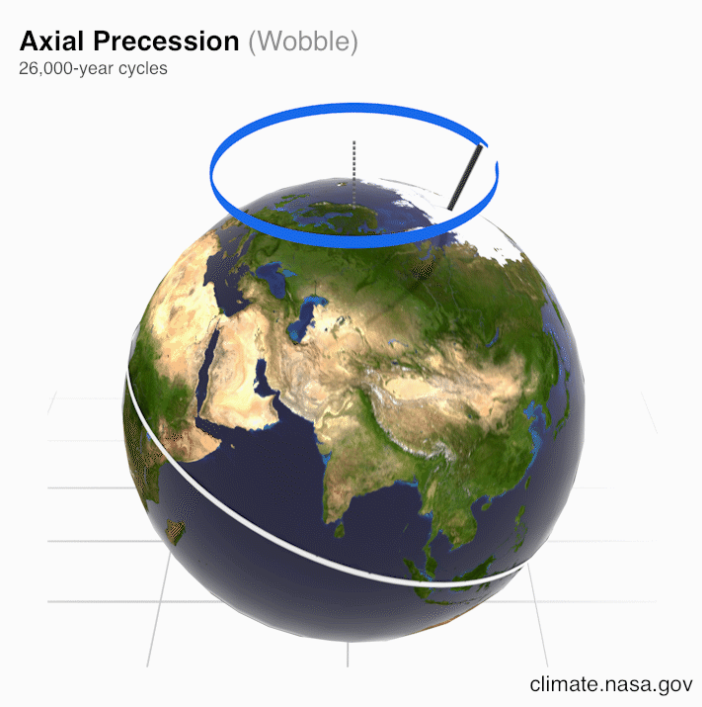 Axial Precession (Wobble)
26,000-year cycles
climate.nasa.gov